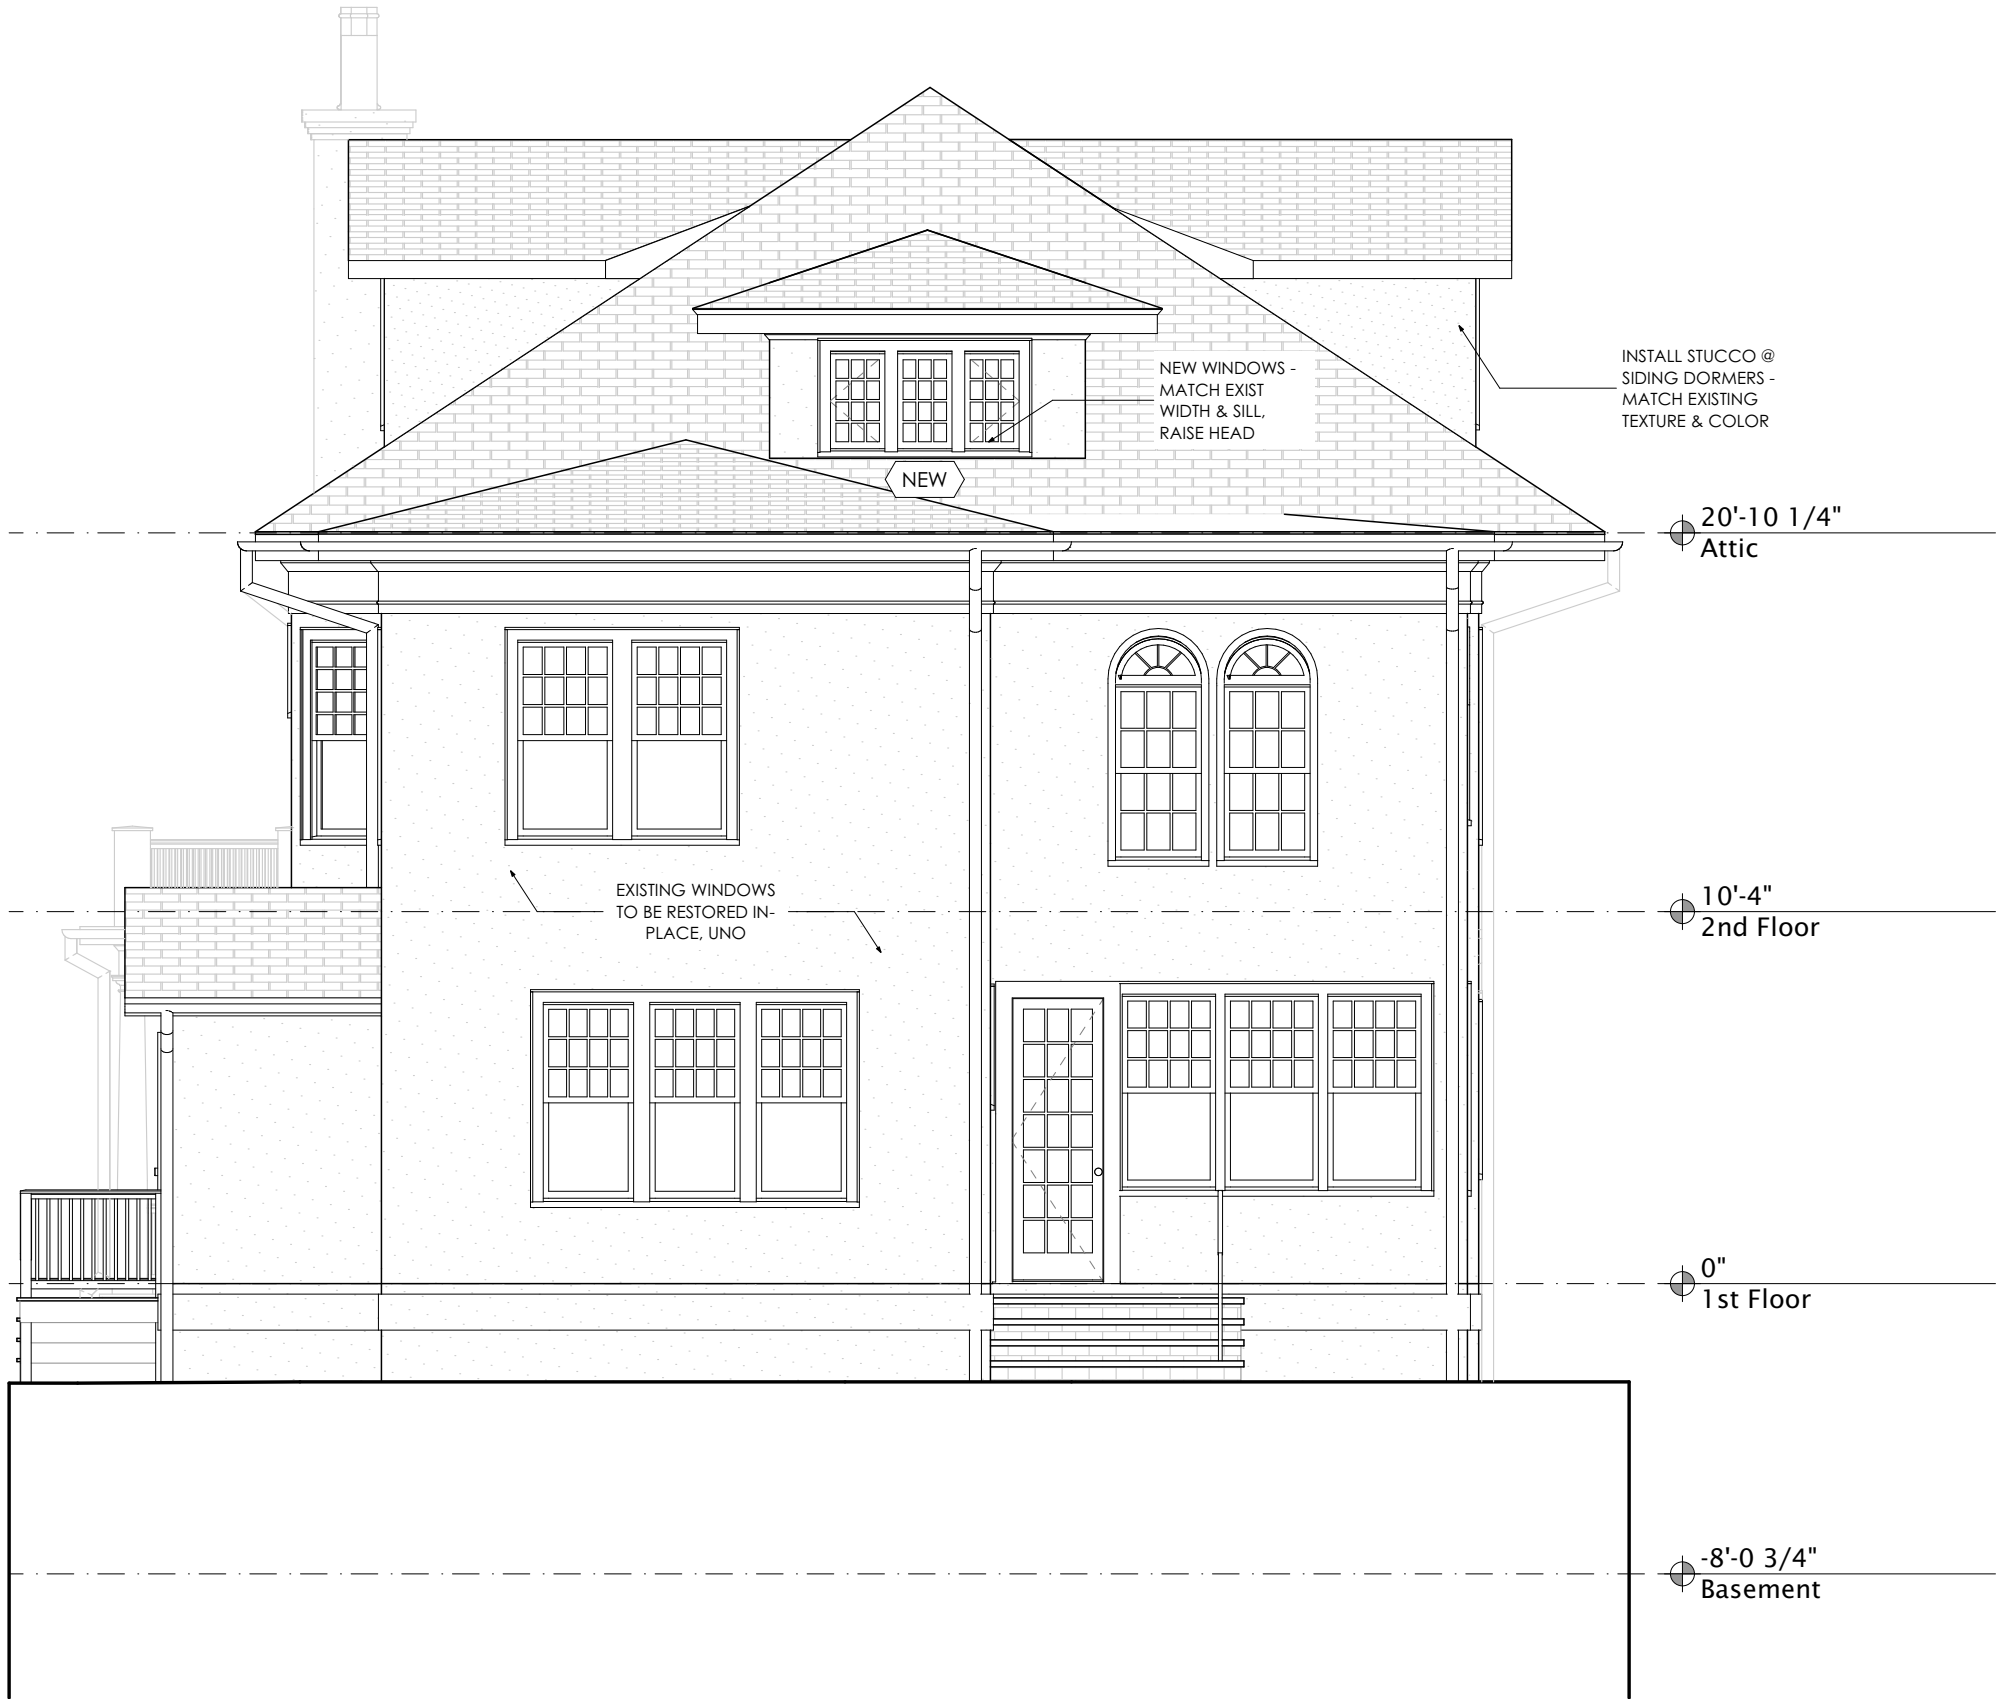 NEW WINDOWS -
MATCH EXIST
WIDTH & SILL,
RAISE HEAD
INSTALL STUCCO @
SIDING DORMERS -
MATCH EXISTING
TEXTURE & COLOR
NEW
20'-10 1/4"
Attic
EXISTING WINDOWS
TO BE RESTORED IN-
PLACE, UNO
10'-4"
2nd Floor
0"
1st Floor
-8'-0 3/4"
Basement